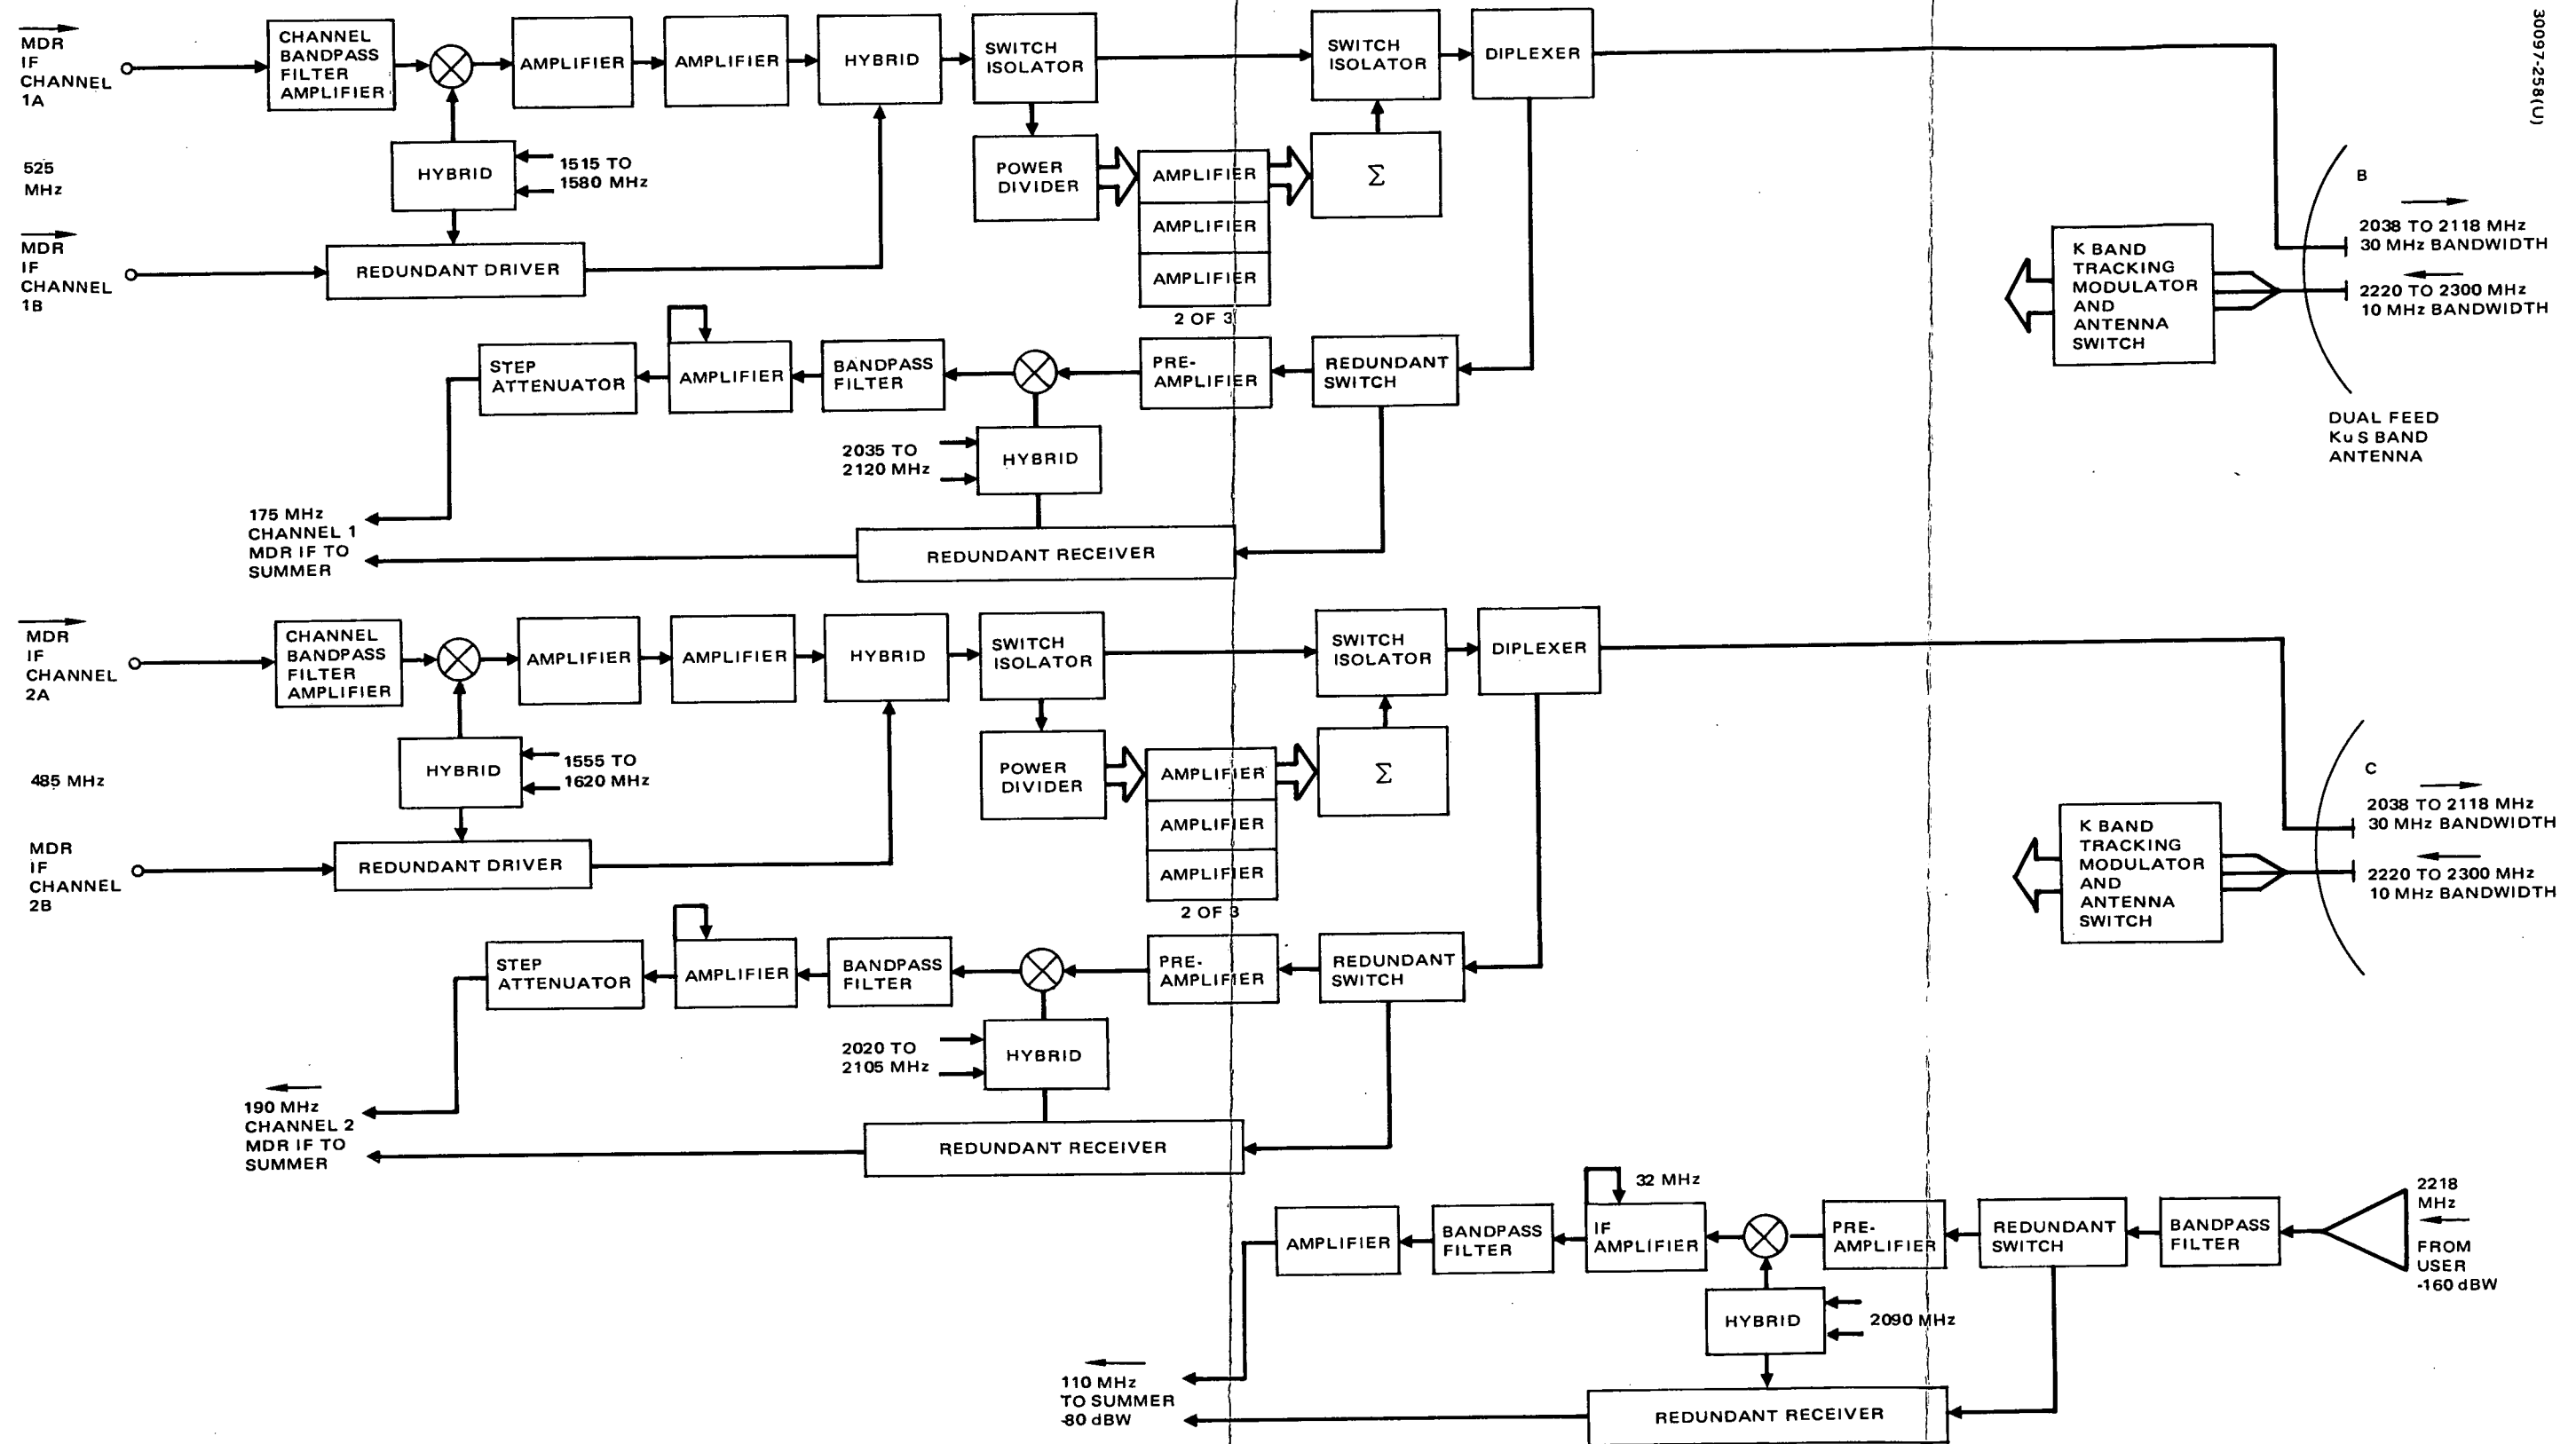 30097-258(U)
MDR
IF
CHANNEL
1A
CHANNEL
BANDPASS
FILTER
AMPLIFIER
AMPLIFIER
AMPLIFIER
HYBRID
SWITCH
ISOLATOR
SWITCH
ISOLATOR
DIPLEXER
525
MHz
HYBRID
1515 TO
1580 MHz
POWER
DIVIDER
AMPLIFIER
AMPLIFIER
AMPLIFIER
2 OF 3
Σ
MDR
IF
CHANNEL
1B
REDUNDANT DRIVER
K BAND
TRACKING
MODULATOR
AND
ANTENNA
SWITCH
B
2038 TO 2118 MHz
30 MHz BANDWIDTH
2220 TO 2300 MHz
10 MHz BANDWIDTH
DUAL FEED
KuS BAND
ANTENNA
STEP
ATTENUATOR
AMPLIFIER
BANDPASS
FILTER
PRE-
AMPLIFIER
REDUNDANT
SWITCH
2035 TO
2120 MHz
HYBRID
175 MHz
CHANNEL 1
MDR IF TO
SUMMER
REDUNDANT RECEIVER
MDR
IF
CHANNEL
2A
CHANNEL
BANDPASS
FILTER
AMPLIFIER
AMPLIFIER
AMPLIFIER
HYBRID
SWITCH
ISOLATOR
SWITCH
ISOLATOR
DIPLEXER
485 MHz
HYBRID
1555 TO
1620 MHz
POWER
DIVIDER
AMPLIFIER
AMPLIFIER
AMPLIFIER
2 OF 3
Σ
MDR
IF
CHANNEL
2B
REDUNDANT DRIVER
K BAND
TRACKING
MODULATOR
AND
ANTENNA
SWITCH
C
2038 TO 2118 MHz
30 MHz BANDWIDTH
2220 TO 2300 MHz
10 MHz BANDWIDTH
STEP
ATTENUATOR
AMPLIFIER
BANDPASS
FILTER
PRE-
AMPLIFIER
REDUNDANT
SWITCH
2020 TO
2105 MHz
HYBRID
190 MHz
CHANNEL 2
MDR IF TO
SUMMER
REDUNDANT RECEIVER
32 MHz
AMPLIFIER
BANDPASS
FILTER
IF
AMPLIFIER
PRE-
AMPLIFIER
REDUNDANT
SWITCH
BANDPASS
FILTER
2218
MHz
FROM
USER
-160 dBW
HYBRID
2090 MHz
110 MHz
TO SUMMER
-80 dBW
REDUNDANT RECEIVER